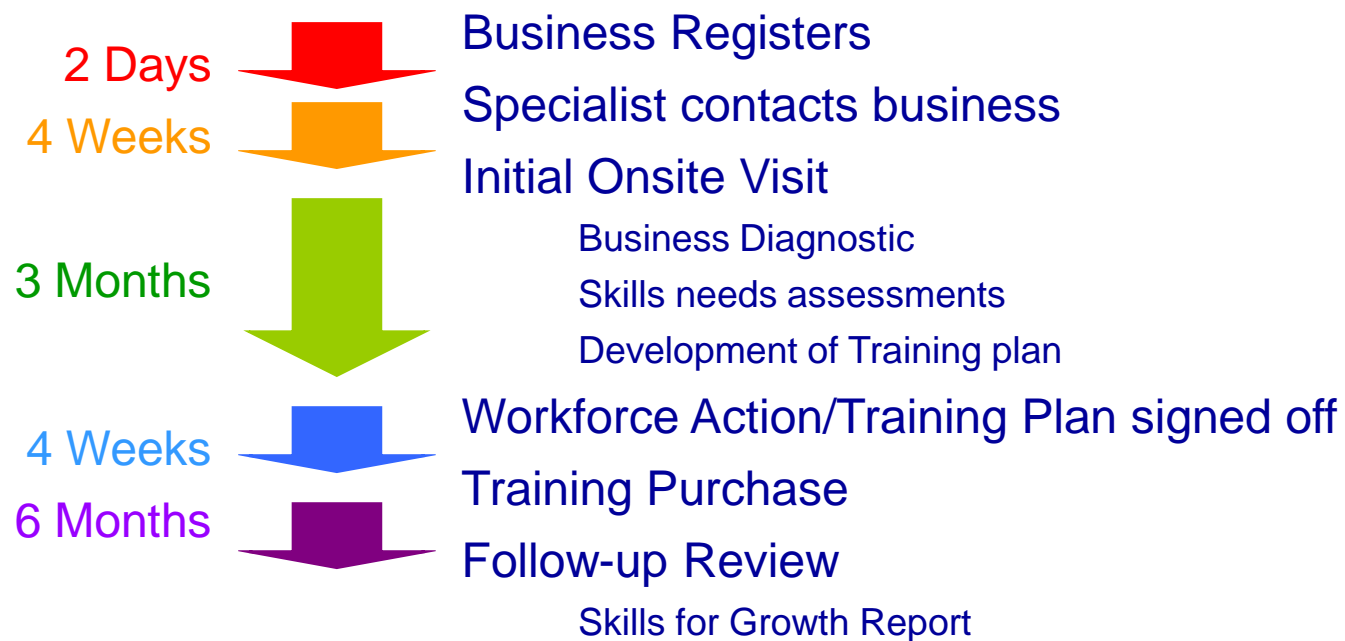 Business Registers
2 Days
Specialist contacts business
4 Weeks
Initial Onsite Visit
Business Diagnostic
3 Months
Skills needs assessments
Development of Training plan
Workforce Action/Training Plan signed off
4 Weeks
Training Purchase
6 Months
Follow-up Review
Skills for Growth Report